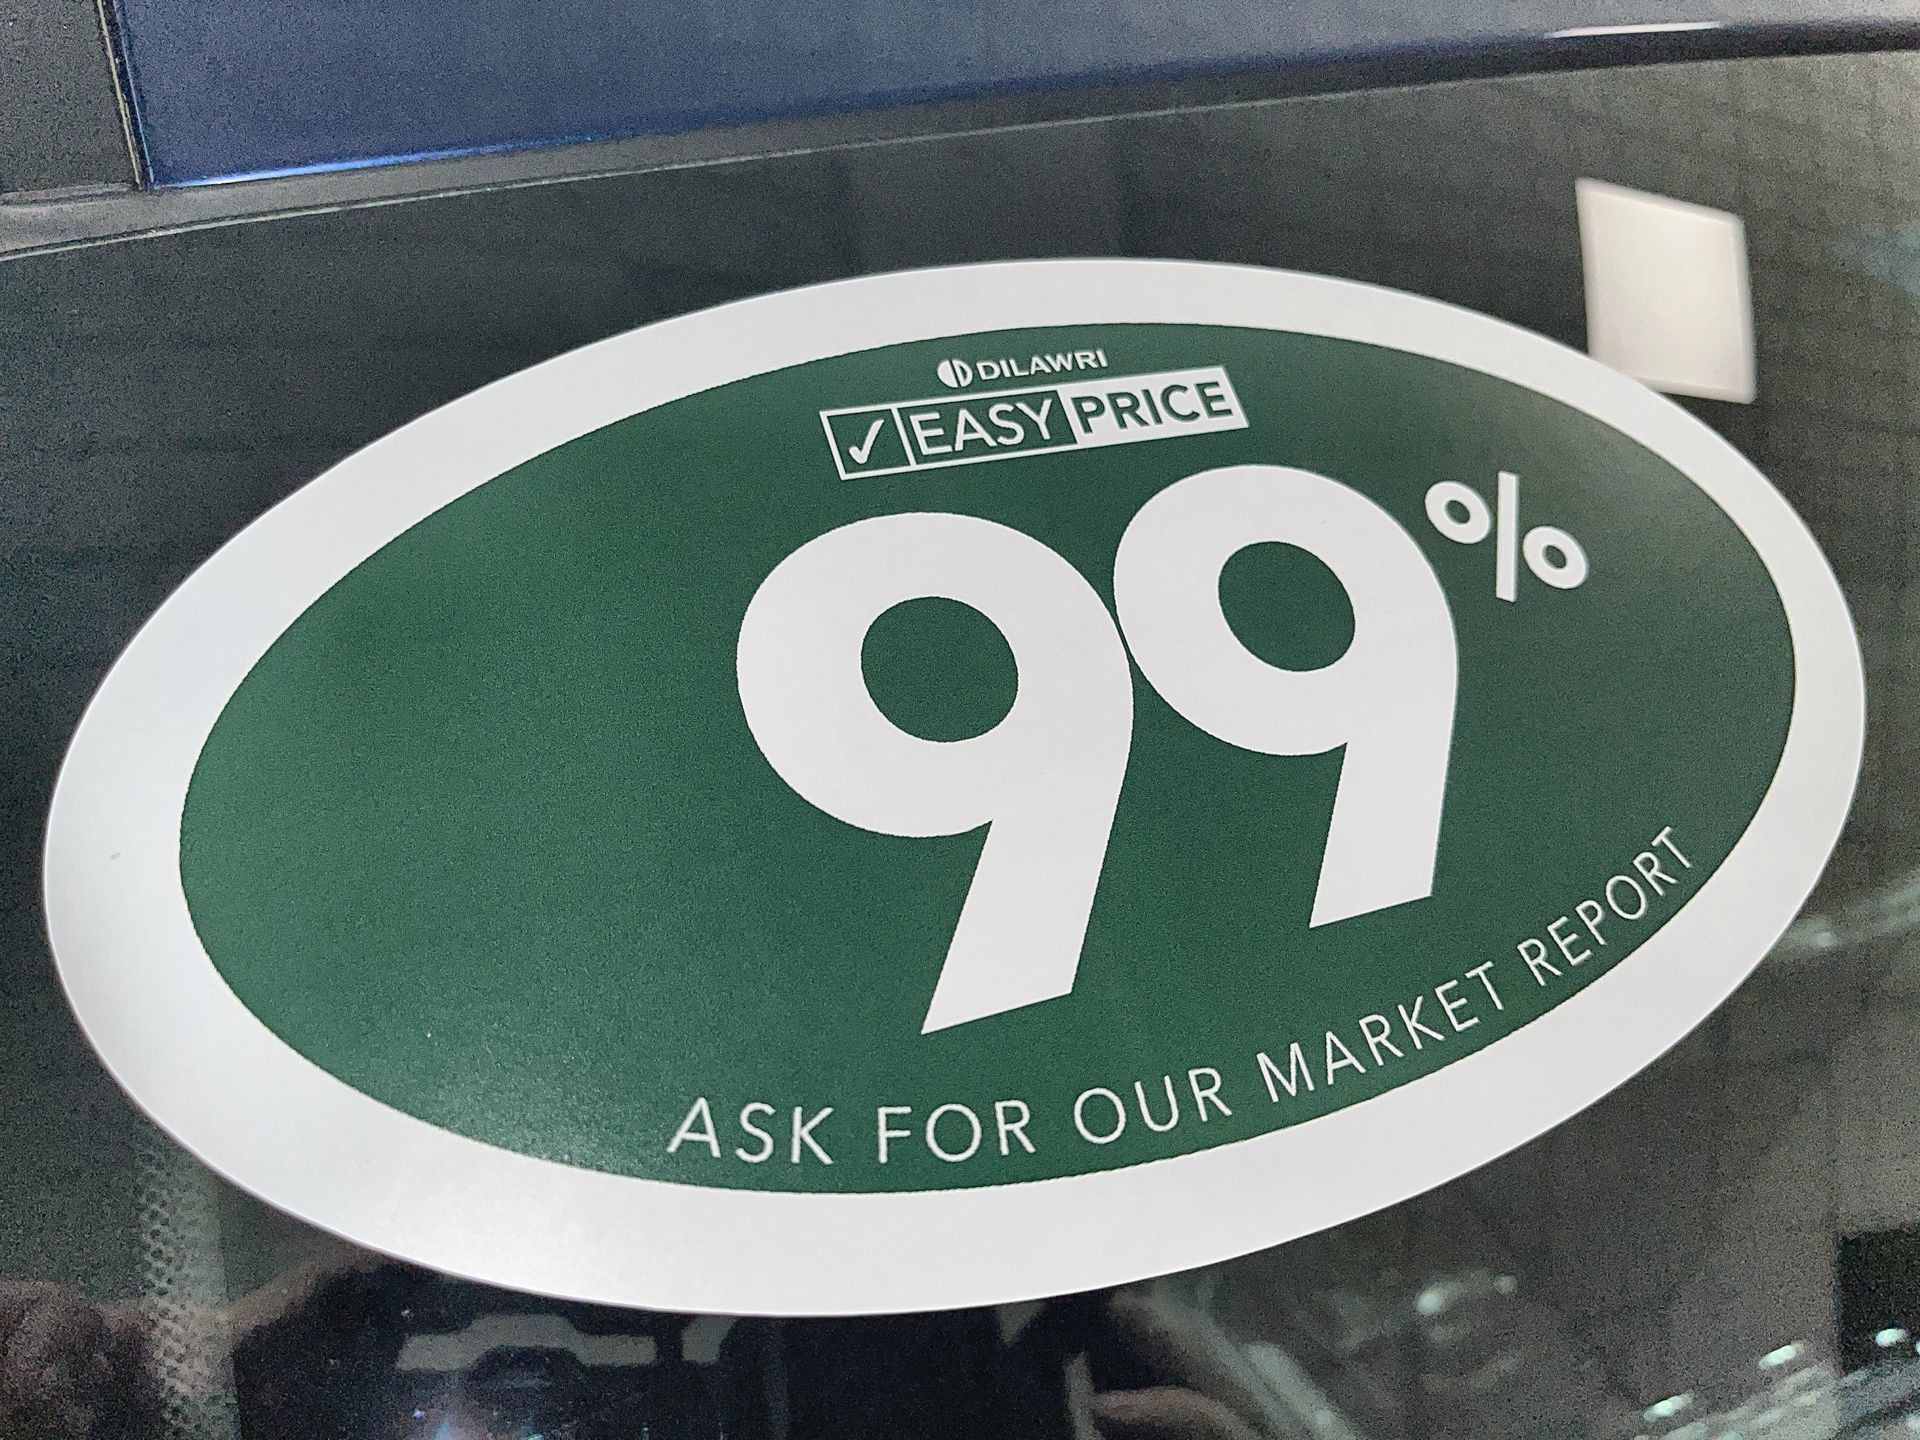 DILAWRI
✓ EASY PRICE
99%
ASK FOR OUR MARKET REPORT